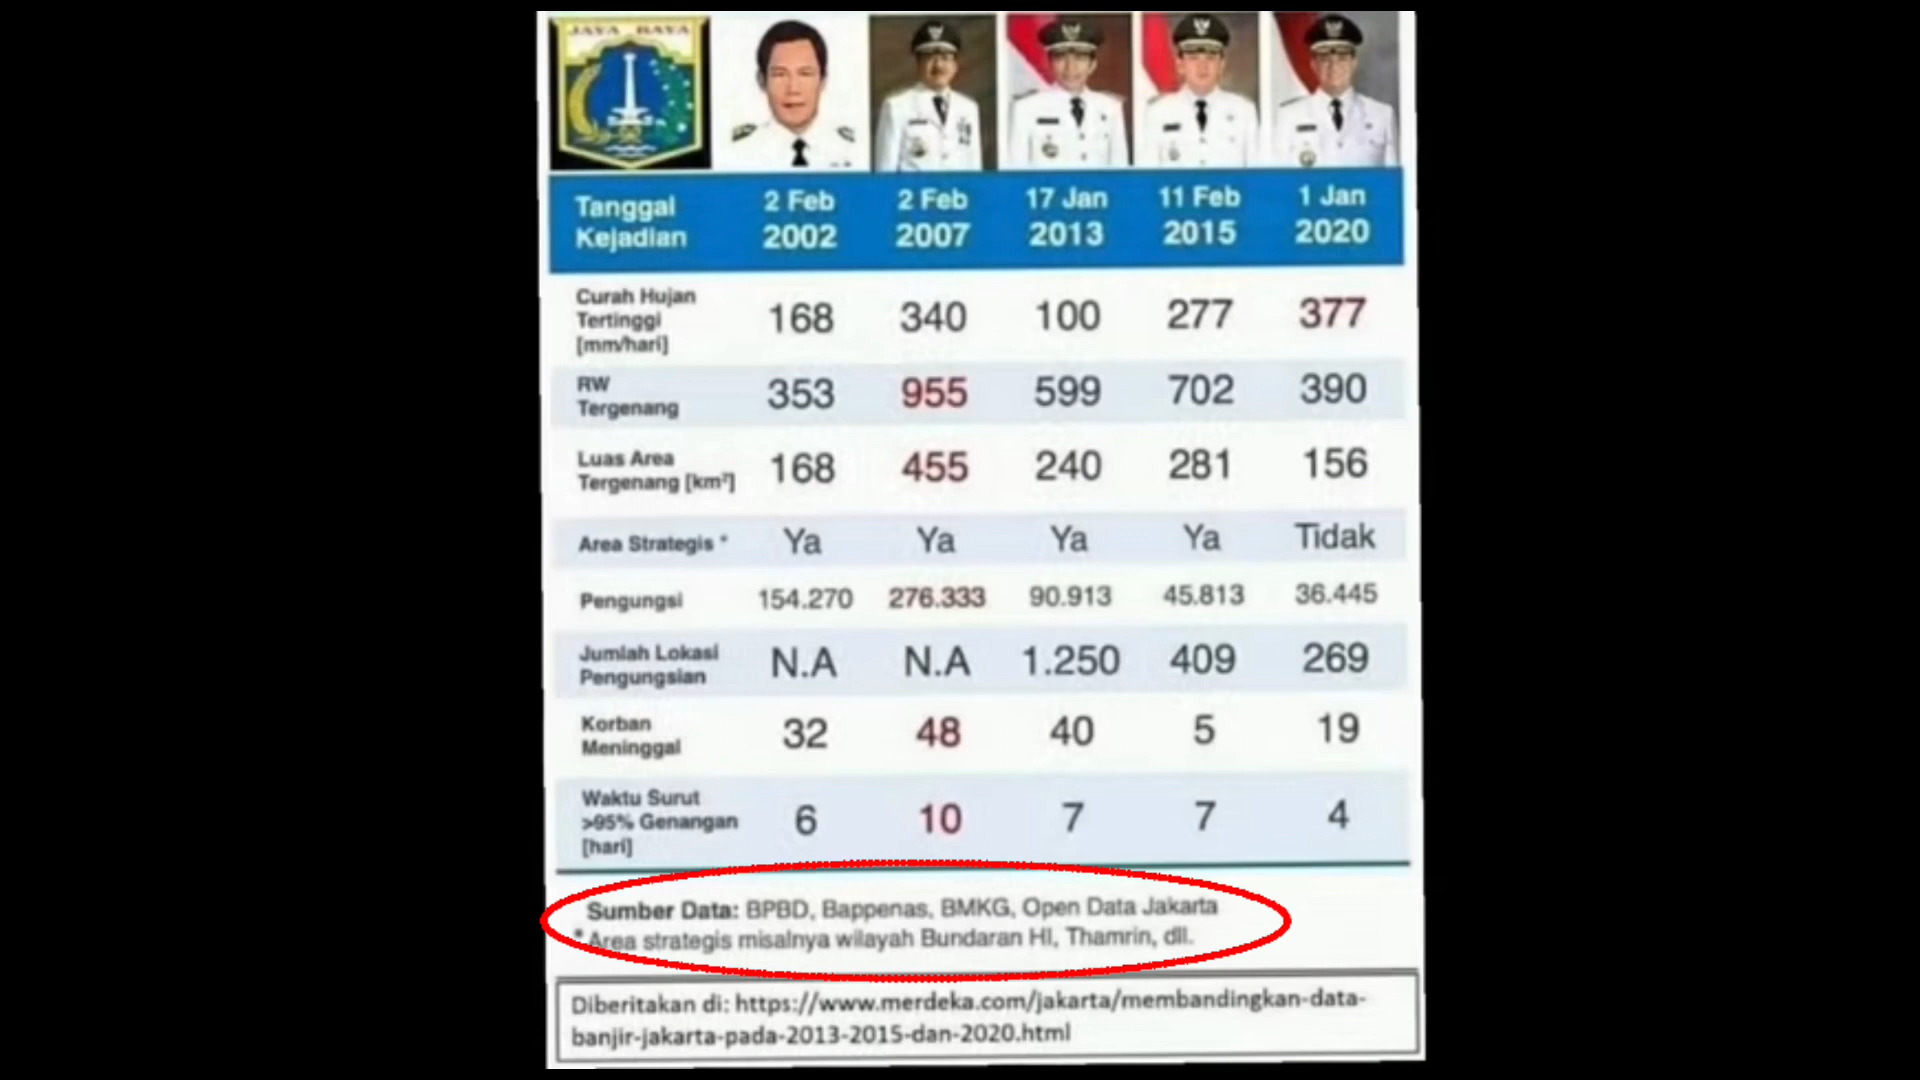 JAYA RAYA
Tanggal Kejadian 2 Feb 2002 2 Feb 2007 17 Jan 2013 11 Feb 2015 1 Jan 2020
Curah Hujan Tertinggi [mm/hari] 168 340 100 277 377
RW Tergenang 353 955 599 702 390
Luas Area Tergenang [km²] 168 455 240 281 156
Area Strategis * Ya Ya Ya Ya Tidak
Pengungsi 154.270 276.333 90.913 45.813 36.445
Jumlah Lokasi Pengungsian N.A N.A 1.250 409 269
Korban Meninggal 32 48 40 5 19
Waktu Surut >95% Genangan [hari] 6 10 7 7 4
Sumber Data: BPBD, Bappenas, BMKG, Open Data Jakarta
* Area strategis misalnya wilayah Bundaran HI, Thamrin, dll.
Diberitakan di: https://www.merdeka.com/jakarta/membandingkan-data-
banjir-jakarta-pada-2013-2015-dan-2020.html